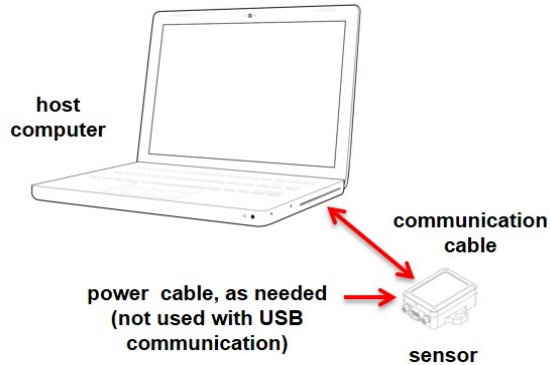 host
computer
communication
cable
power cable, as needed
(not used with USB
communication)
sensor